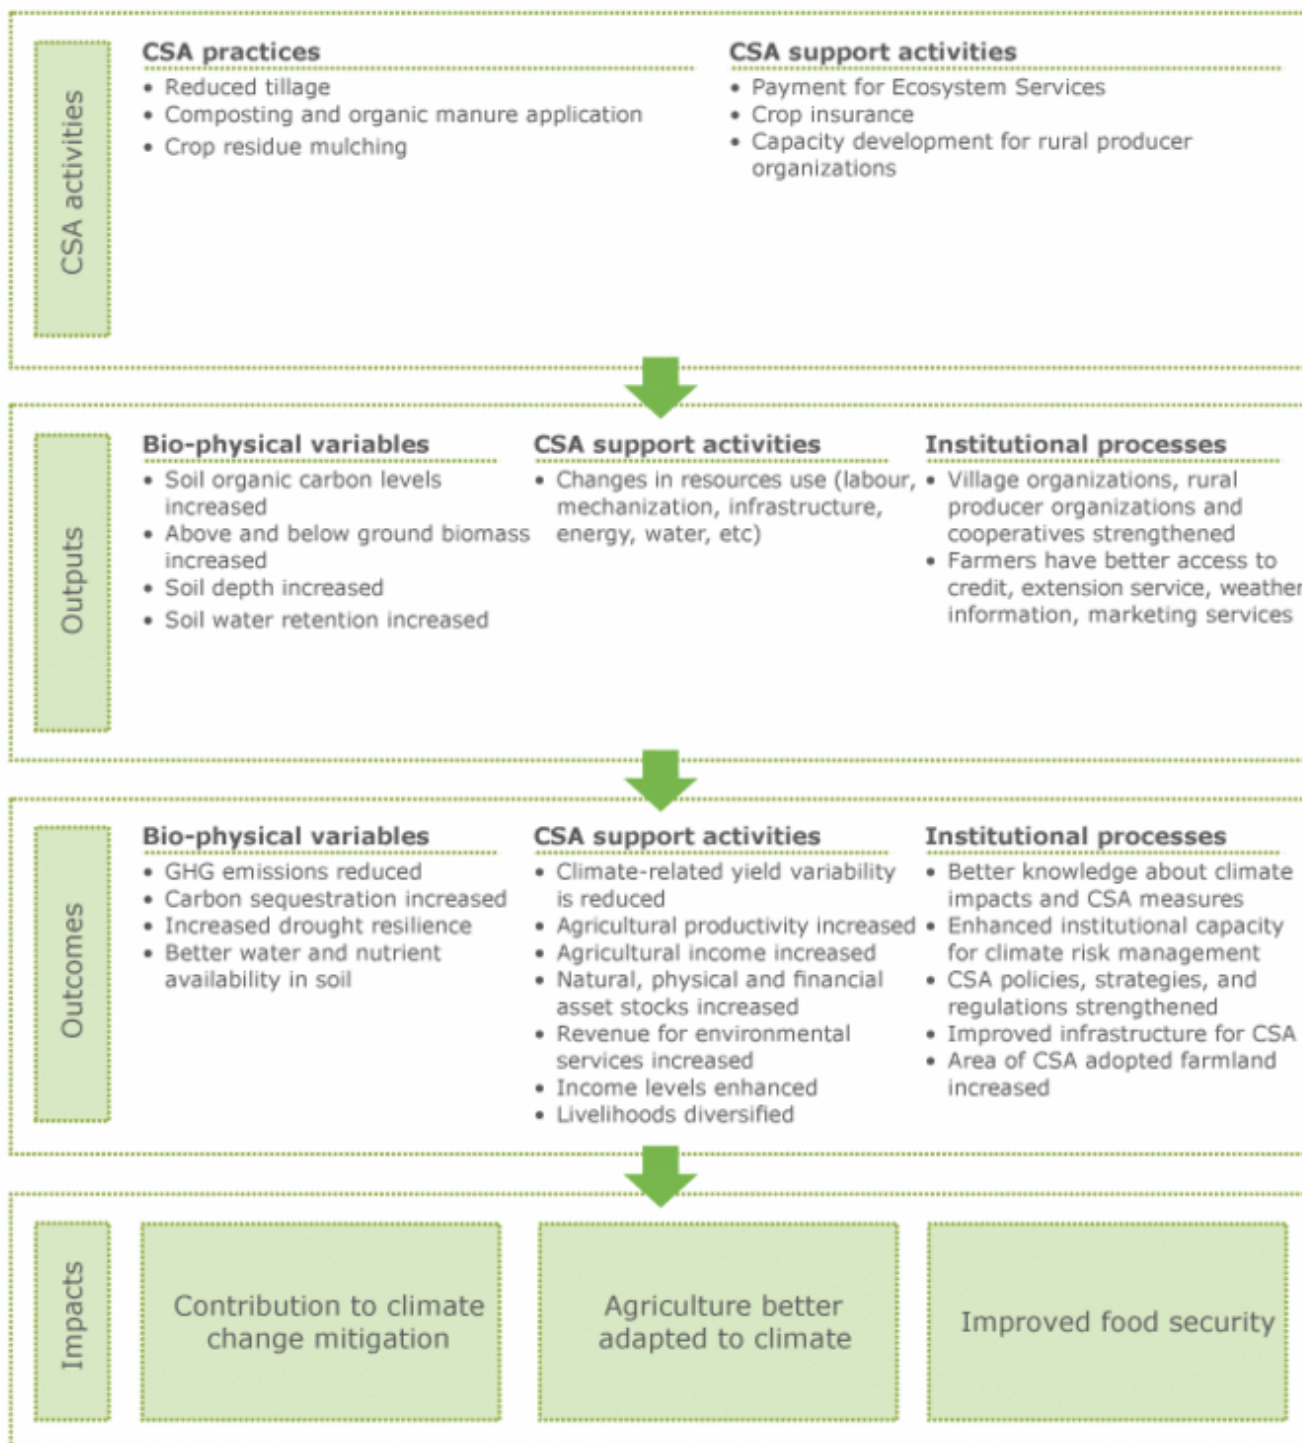 CSA activities
CSA practices
• Reduced tillage
• Composting and organic manure application
• Crop residue mulching
CSA support activities
• Payment for Ecosystem Services
• Crop insurance
• Capacity development for rural producer
organizations
Outputs
Bio-physical variables
• Soil organic carbon levels
increased
• Above and below ground biomass
increased
• Soil depth increased
• Soil water retention increased
CSA support activities
• Changes in resources use (labour,
mechanization, infrastructure,
energy, water, etc)
Institutional processes
• Village organizations, rural
producer organizations and
cooperatives strengthened
• Farmers have better access to
credit, extension service, weather
information, marketing services
Outcomes
Bio-physical variables
• GHG emissions reduced
• Carbon sequestration increased
• Increased drought resilience
• Better water and nutrient
availability in soil
CSA support activities
• Climate-related yield variability
is reduced
• Agricultural productivity increased
• Agricultural income increased
• Natural, physical and financial
asset stocks increased
• Revenue for environmental
services increased
• Income levels enhanced
• Livelihoods diversified
Institutional processes
• Better knowledge about climate
impacts and CSA measures
• Enhanced institutional capacity
for climate risk management
• CSA policies, strategies, and
regulations strengthened
• Improved infrastructure for CSA
• Area of CSA adopted farmland
increased
Impacts
Contribution to climate
change mitigation
Agriculture better
adapted to climate
Improved food security